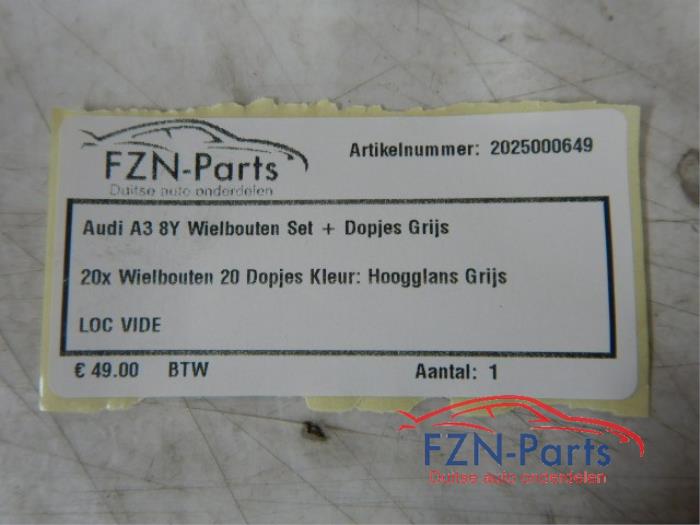 FZN-Parts
Duitse auto onderdelen
Artikelnummer: 2025000649
Audi A3 8Y Wielbouten Set + Dopjes Grijs
20x Wielbouten 20 Dopjes Kleur: Hoogglans Grijs
LOC VIDE
€ 49.00 BTW Aantal: 1
FZN-Parts
Duitse auto onderdelen